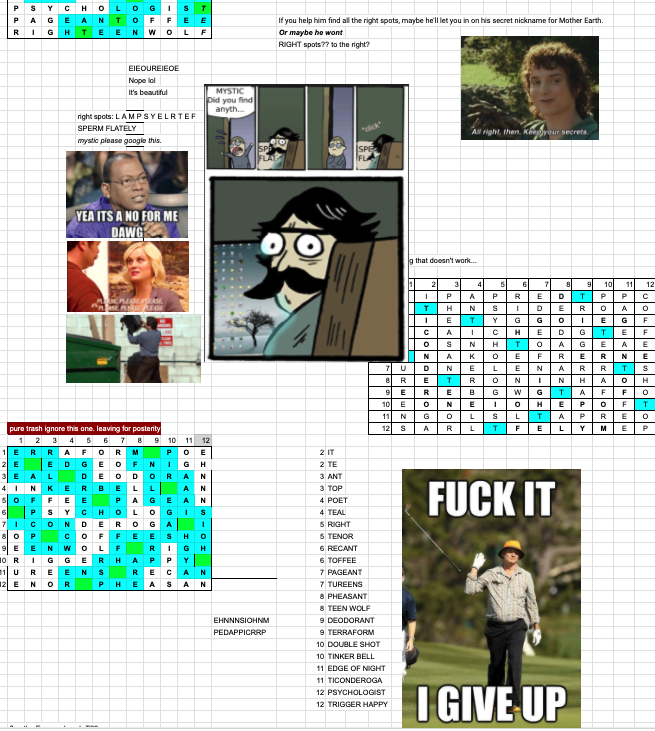 P S Y C H O L O G I S T
P A G E A N T O F F E E
R I G H T E E N W O L F
If you help him find all the right spots, maybe he'll let you in on his secret nickname for Mother Earth.
Or maybe he wont
RIGHT spots?? to the right?
All right, then. Keep your secrets.
EIEOUREIEOE
Nope lol
It's beautiful
right spots: L A M P S Y E L R T E F
SPERM FLATELY
mystic please google this.
MYSTIC
Did you find
anyth...
SPE
FLA
*click*
SPE
FLA
YEA ITS A NO FOR ME
DAWG
PLEASE, PLEASE, PLEASE,
PLEASE, PLEASE, PLEASE
g that doesn't work...
1 2 3 4 5 6 7 8 9 10 11 12
I P A P R E D T P P C
T H N S I D E R O A O
I E T Y G G O I E G F
C A I C H E D G T E F
O S N H T O A G E A E
N A K O E F R E R N E
7 U D N E L E N A R R T S
8 R E T R O N I N H A O H
9 E R E B G W G T A F F O
10 E O N E I O H E P O F T
11 N G O L S L T A P R E O
12 S A R L T F E L Y M E P
pure trash ignore this one. leaving for posterity
1 2 3 4 5 6 7 8 9 10 11 12
1 E R R A F O R M P O E
2 E E D G E O F N I G H
3 E A L D E O D O R A N
4 I N K E R B E L L A N
5 O F F E E P A G E A N
6 P S Y C H O L O G I S
7 I C O N D E R O G A I
8 O P C O F F E E S H O
9 E E N W O L F R I G H
10 R I G G E R H A P P Y
11 U R E E N S R E C A N
12 E N O R P H E A S A N
EHNNNSIOHNM
PEDAPPICRRP
2 IT
2 TE
3 ANT
3 TOP
4 POET
4 TEAL
5 RIGHT
5 TENOR
6 RECANT
6 TOFFEE
7 PAGEANT
7 TUREENS
8 PHEASANT
8 TEEN WOLF
9 DEODORANT
9 TERRAFORM
10 DOUBLE SHOT
10 TINKER BELL
11 EDGE OF NIGHT
11 TICONDEROGA
12 PSYCHOLOGIST
12 TRIGGER HAPPY
FUCK IT
I GIVE UP